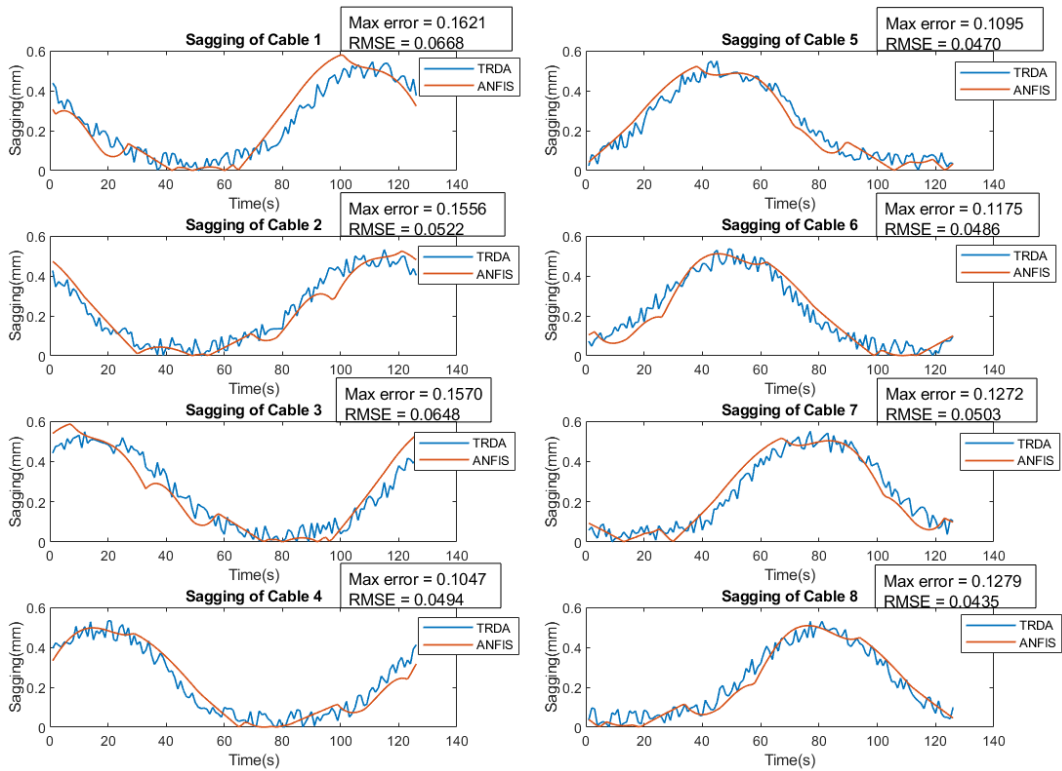 Max error = 0.1621
RMSE = 0.0668
Sagging of Cable 1
TRDA
ANFIS
Sagging(mm)
0.6
0.4
0.2
0
0 20 40 60 80 100 120 140
Time(s)
Max error = 0.1556
RMSE = 0.0522
Sagging of Cable 2
TRDA
ANFIS
Sagging(mm)
0.6
0.4
0.2
0
0 20 40 60 80 100 120 140
Time(s)
Max error = 0.1570
RMSE = 0.0648
Sagging of Cable 3
TRDA
ANFIS
Sagging(mm)
0.6
0.4
0.2
0
0 20 40 60 80 100 120 140
Time(s)
Max error = 0.1047
RMSE = 0.0494
Sagging of Cable 4
TRDA
ANFIS
Sagging(mm)
0.6
0.4
0.2
0
0 20 40 60 80 100 120 140
Time(s)
Max error = 0.1095
RMSE = 0.0470
Sagging of Cable 5
TRDA
ANFIS
Sagging(mm)
0.6
0.4
0.2
0
0 20 40 60 80 100 120 140
Time(s)
Max error = 0.1175
RMSE = 0.0486
Sagging of Cable 6
TRDA
ANFIS
Sagging(mm)
0.6
0.4
0.2
0
0 20 40 60 80 100 120 140
Time(s)
Max error = 0.1272
RMSE = 0.0503
Sagging of Cable 7
TRDA
ANFIS
Sagging(mm)
0.6
0.4
0.2
0
0 20 40 60 80 100 120 140
Time(s)
Max error = 0.1279
RMSE = 0.0435
Sagging of Cable 8
TRDA
ANFIS
Sagging(mm)
0.6
0.4
0.2
0
0 20 40 60 80 100 120 140
Time(s)